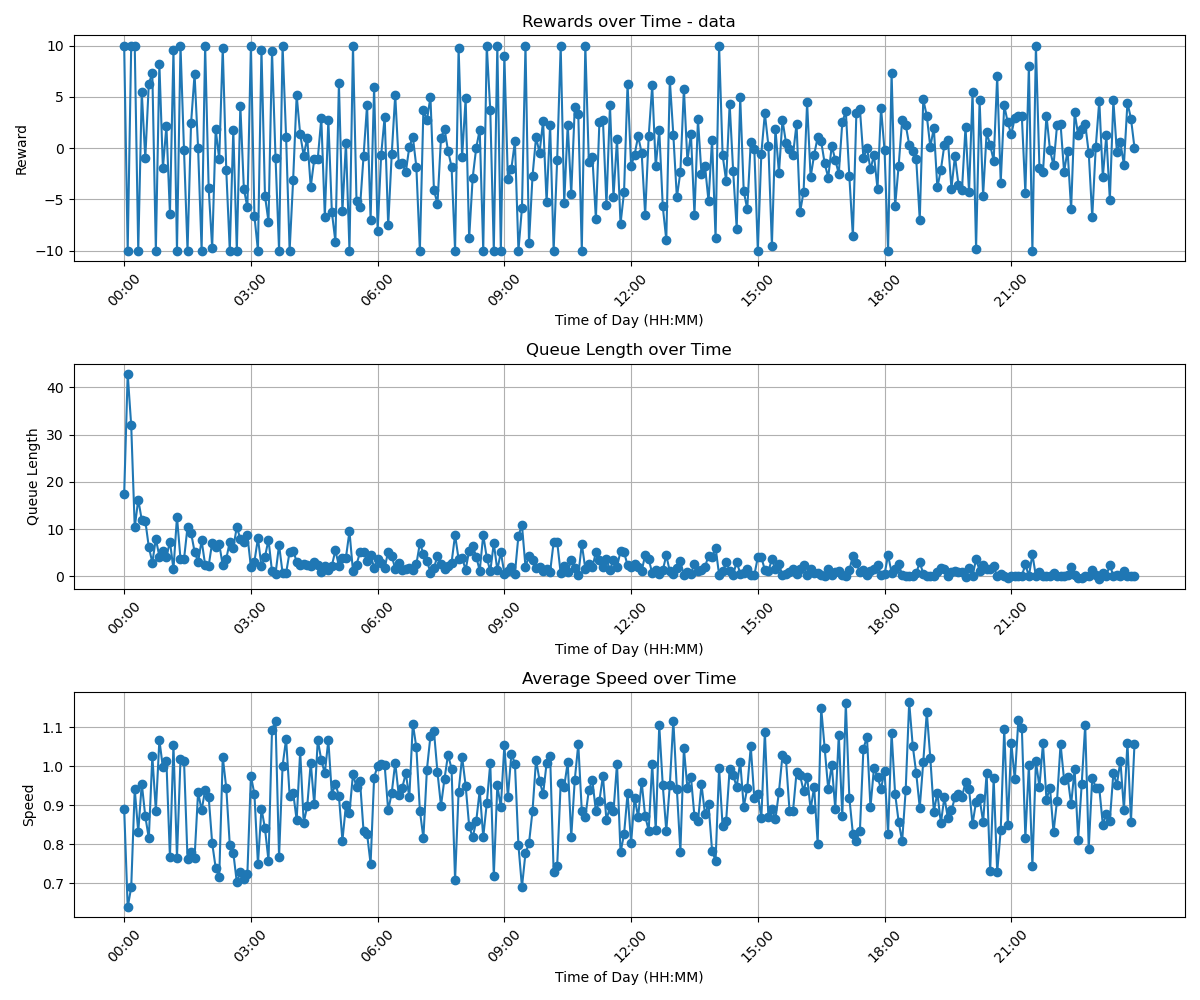 Rewards over Time - data
10
5
0
−5
−10
Reward
00:00 03:00 06:00 09:00 12:00 15:00 18:00 21:00
Time of Day (HH:MM)
Queue Length over Time
40
30
20
10
0
Queue Length
00:00 03:00 06:00 09:00 12:00 15:00 18:00 21:00
Time of Day (HH:MM)
Average Speed over Time
1.1
1.0
0.9
0.8
0.7
Speed
00:00 03:00 06:00 09:00 12:00 15:00 18:00 21:00
Time of Day (HH:MM)